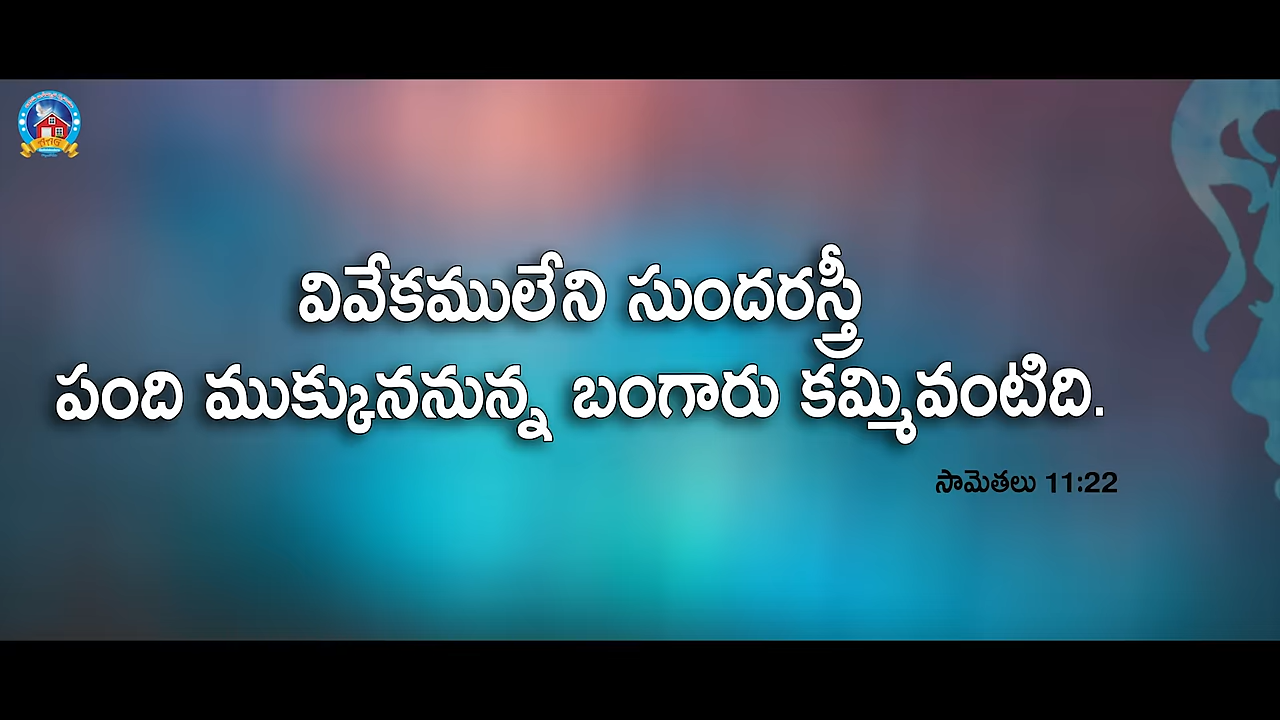 వివేకములేని సుందరస్త్రీ
పంది ముక్కుననున్న బంగారు కమ్మివంటిది.
సామెతలు 11:22